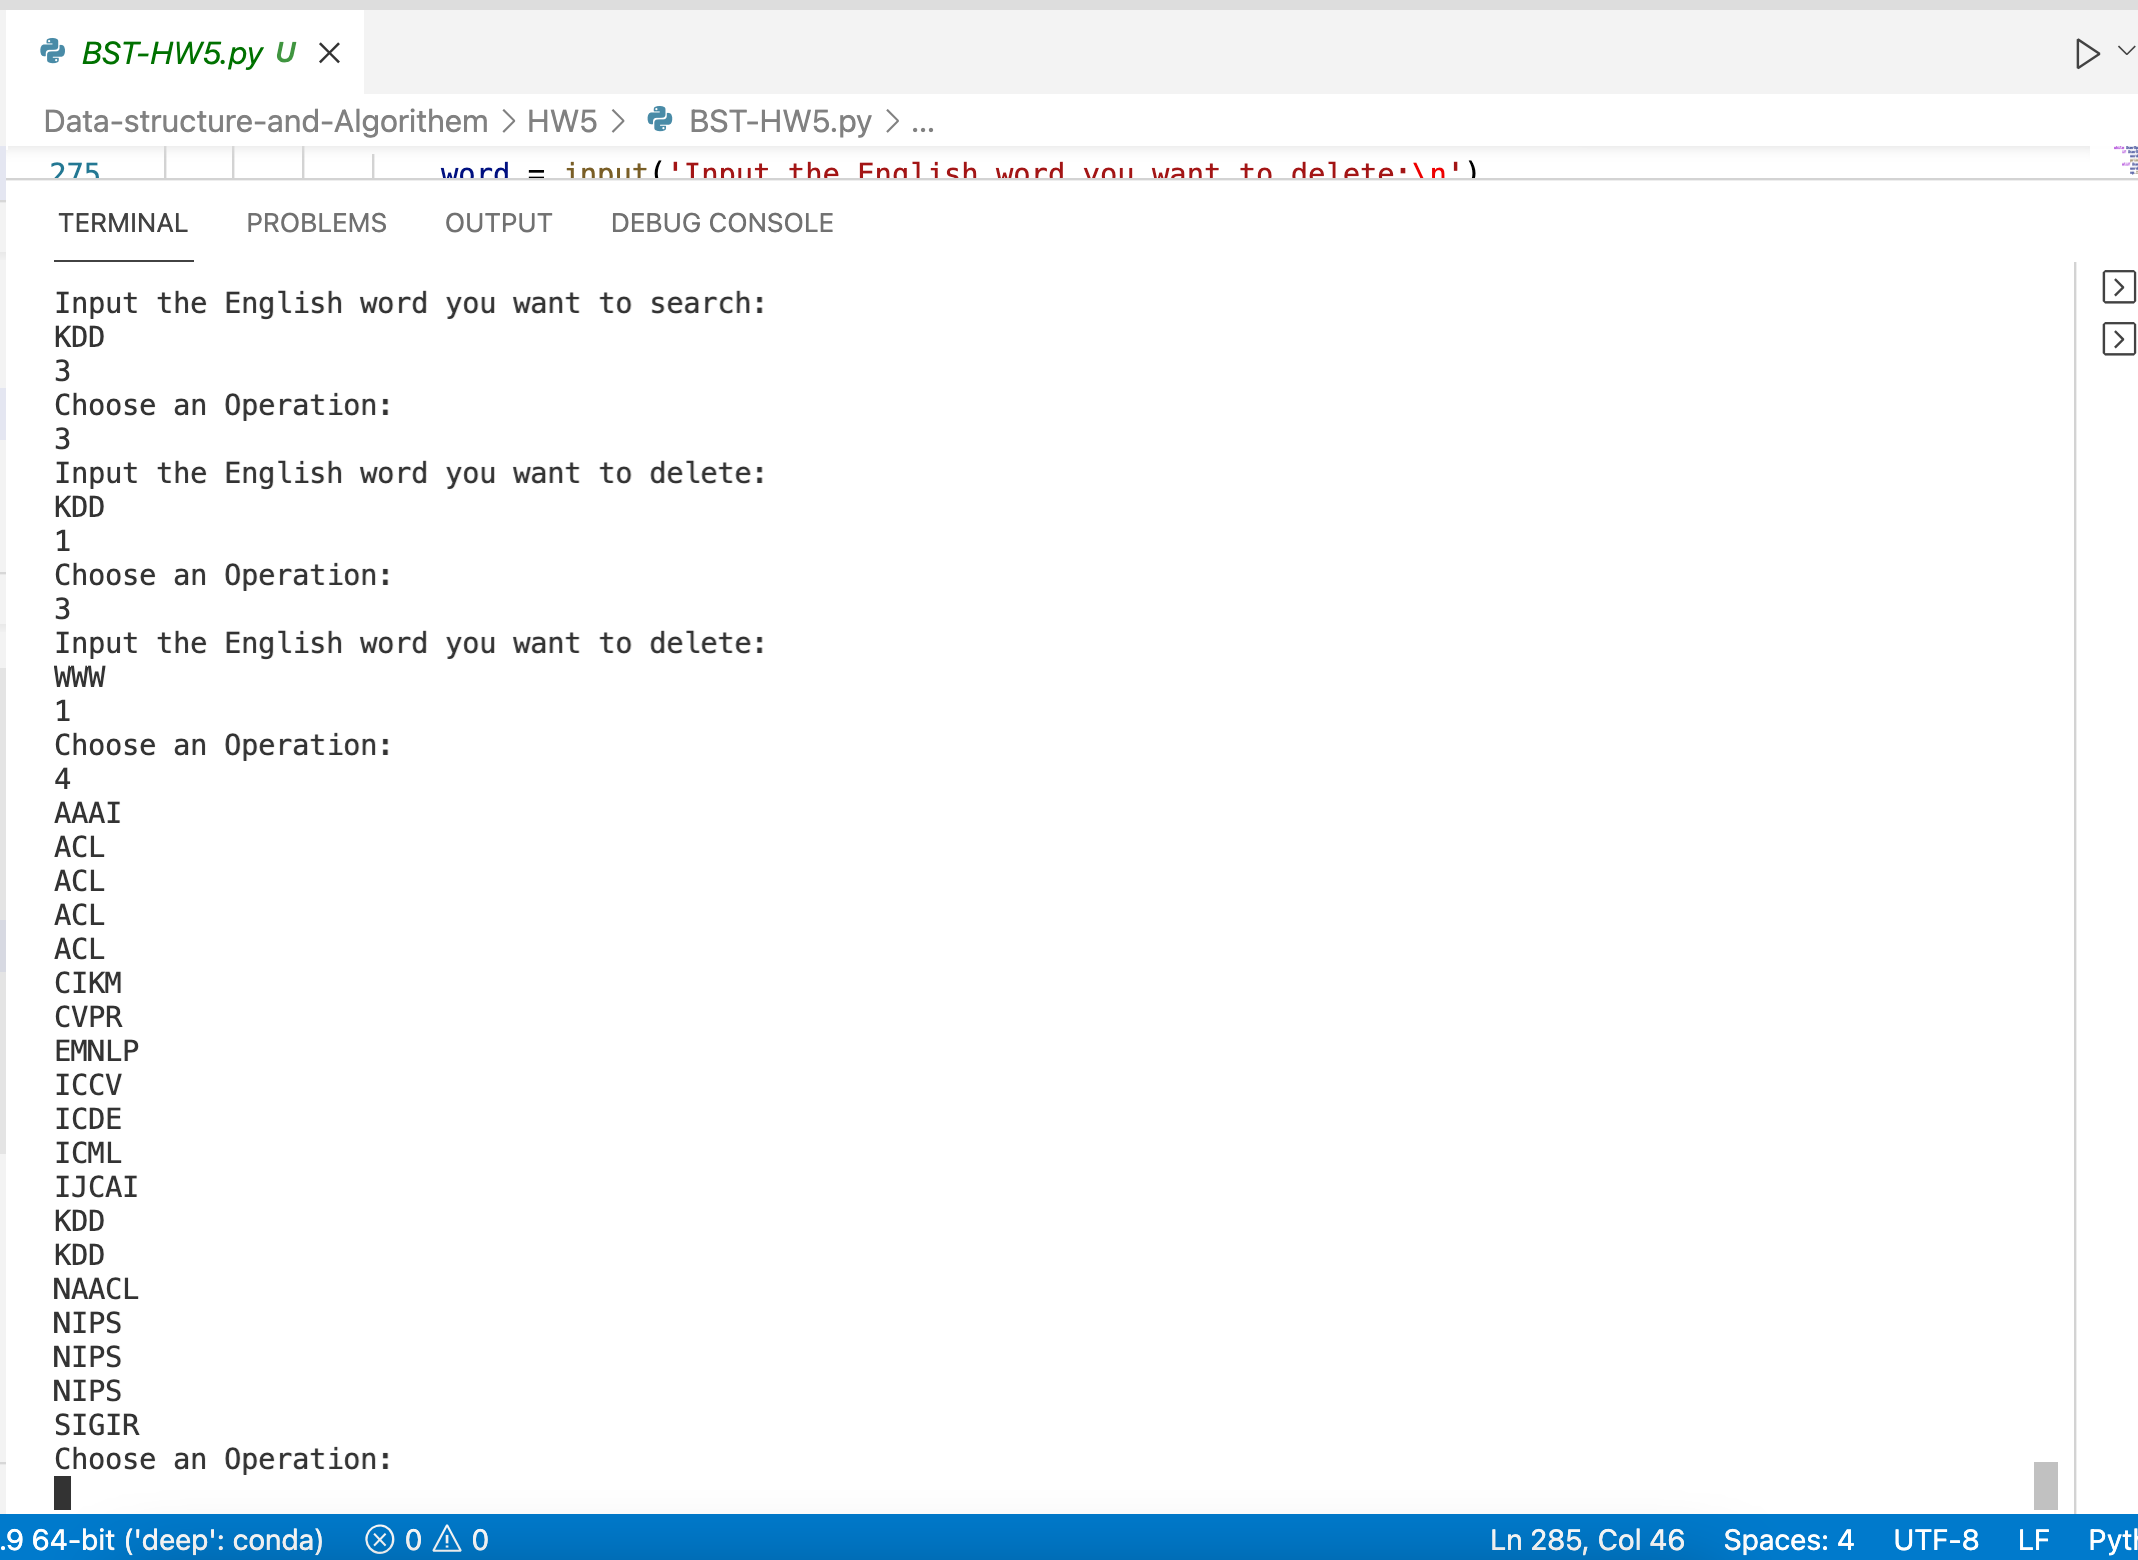 BST-HW5.py U
Data-structure-and-Algorithem > HW5 > BST-HW5.py > ...
275 word = input('Input the English word you want to delete:\n')
TERMINAL PROBLEMS OUTPUT DEBUG CONSOLE
Input the English word you want to search:
KDD
3
Choose an Operation:
3
Input the English word you want to delete:
KDD
1
Choose an Operation:
3
Input the English word you want to delete:
WWW
1
Choose an Operation:
4
AAAI
ACL
ACL
ACL
ACL
CIKM
CVPR
EMNLP
ICCV
ICDE
ICML
IJCAI
KDD
KDD
NAACL
NIPS
NIPS
NIPS
SIGIR
Choose an Operation:
.9 64-bit ('deep': conda) 0 0 Ln 285, Col 46 Spaces: 4 UTF-8 LF Pyth